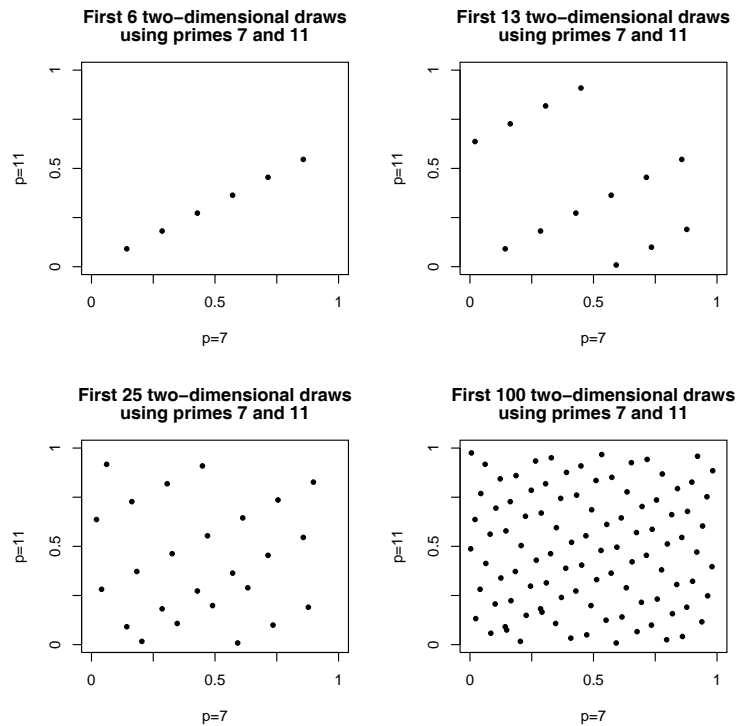 First 6 two−dimensional draws
using primes 7 and 11
1
0.5
0
p=11
0 0.5 1
p=7
First 13 two−dimensional draws
using primes 7 and 11
1
0.5
0
p=11
0 0.5 1
p=7
First 25 two−dimensional draws
using primes 7 and 11
1
0.5
0
p=11
0 0.5 1
p=7
First 100 two−dimensional draws
using primes 7 and 11
1
0.5
0
p=11
0 0.5 1
p=7